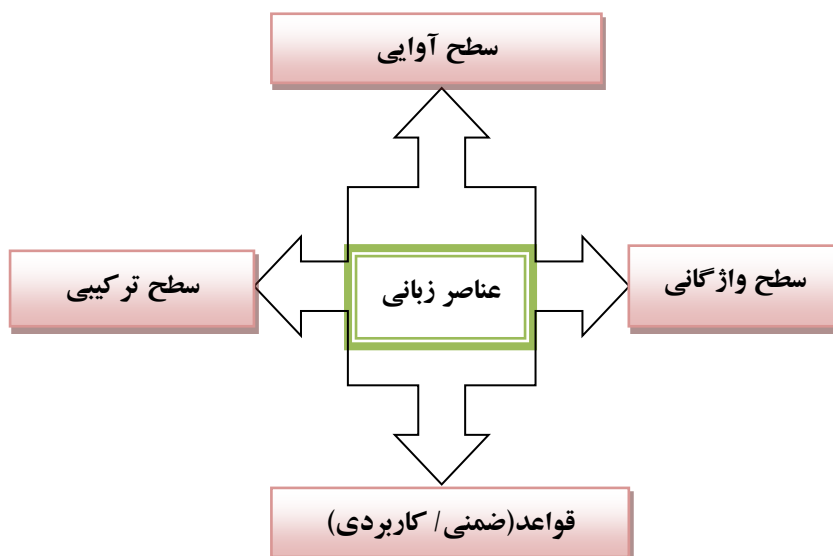 سطح آوایی
سطح واژگانی
عناصر زبانی
سطح ترکیبی
قواعد(ضمنی/ کاربردی)